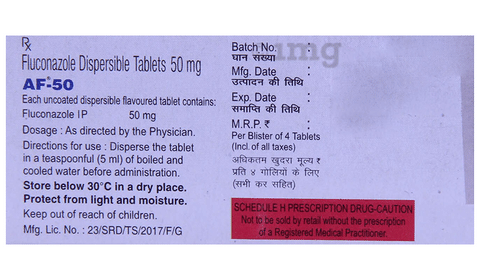 Rx
Fluconazole Dispersible Tablets 50 mg
AF-50
Each uncoated dispersible flavoured tablet contains:
Fluconazole IP 50 mg
Dosage : As directed by the Physician.
Directions for use : Disperse the tablet
in a teaspoonful (5 ml) of boiled and
cooled water before administration.
Store below 30°C in a dry place.
Protect from light and moisture.
Keep out of reach of children.
Mfg. Lic. No. : 23/SRD/TS/2017/F/G
Batch No. :
घान संख्या
Mfg. Date :
उत्पादन की तिथि
Exp. Date :
समाप्ति की तिथि
M.R.P. ₹ :
Per Blister of 4 Tablets
(Incl. of all taxes)
अधिकतम खुदरा मूल्य ₹
प्रति ४ गोलियों के लिए
(सभी कर सहित)
SCHEDULE H PRESCRIPTION DRUG-CAUTION
Not to be sold by retail without the prescription
of a Registered Medical Practitioner.